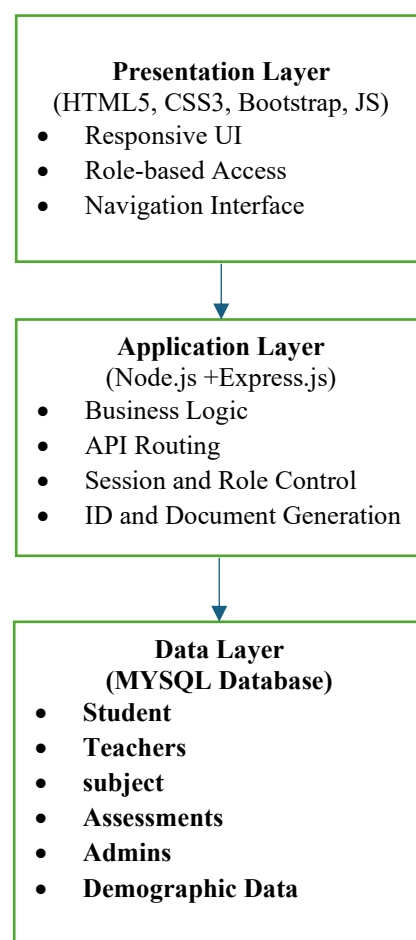 Presentation Layer
(HTML5, CSS3, Bootstrap, JS)
• Responsive UI
• Role-based Access
• Navigation Interface
Application Layer
(Node.js +Express.js)
• Business Logic
• API Routing
• Session and Role Control
• ID and Document Generation
Data Layer
(MYSQL Database)
• Student
• Teachers
• subject
• Assessments
• Admins
• Demographic Data